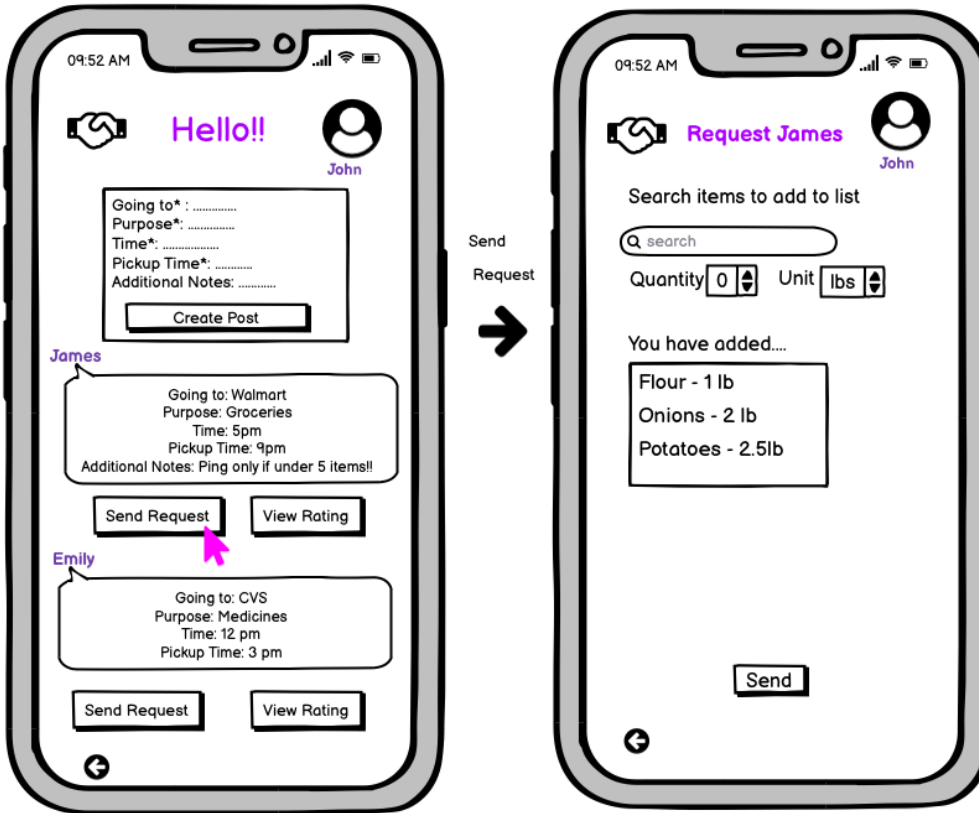 09:52 AM
Hello!!
John
Going to* : ..............
Purpose*: ...............
Time*: ..................
Pickup Time*: ............
Additional Notes: ............
Create Post
James
Going to: Walmart
Purpose: Groceries
Time: 5pm
Pickup Time: 9pm
Additional Notes: Ping only if under 5 items!!
Send Request
View Rating
Emily
Going to: CVS
Purpose: Medicines
Time: 12 pm
Pickup Time: 3 pm
Send Request
View Rating
Send
Request
09:52 AM
Request James
John
Search items to add to list
search
Quantity 0 Unit lbs
You have added....
Flour - 1 lb
Onions - 2 lb
Potatoes - 2.5lb
Send